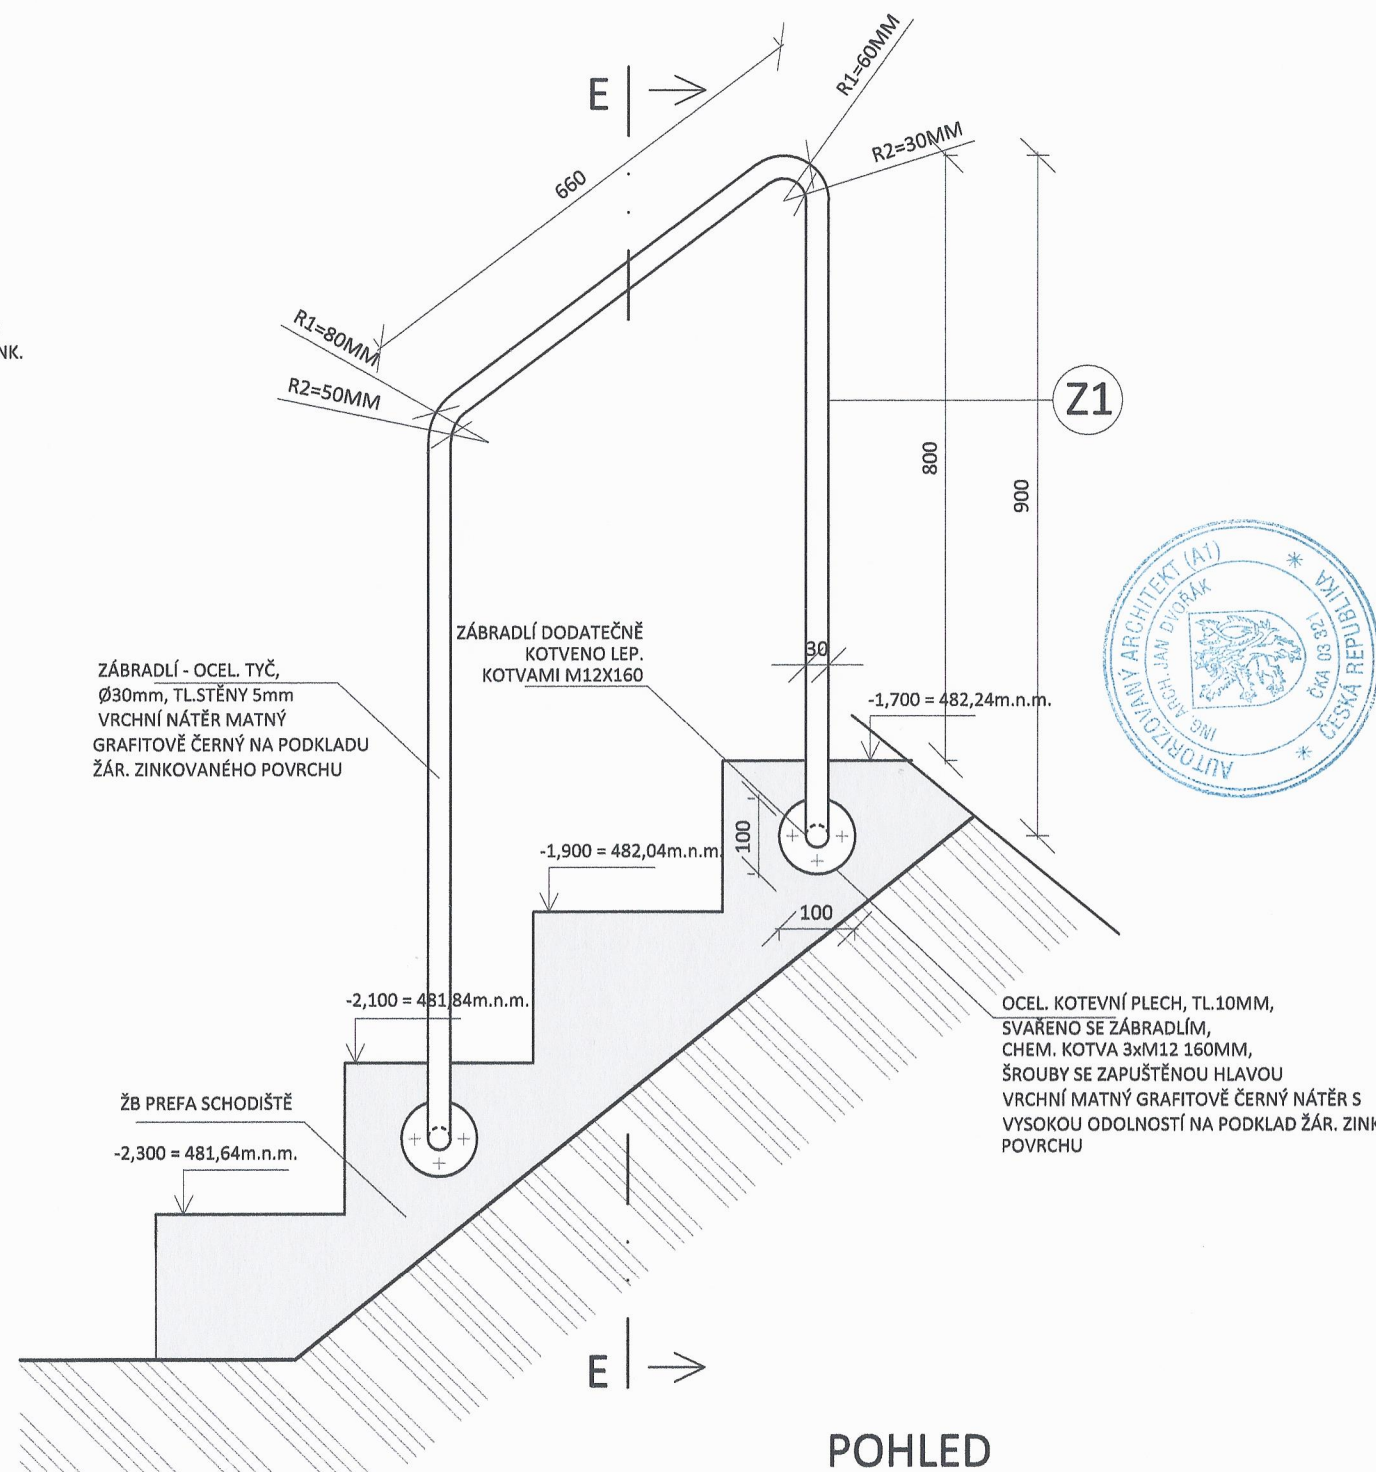 E
R1=60MM
R2=30MM
660
R1=80MM
R2=50MM
NK.
Z1
800
900
AUTORIZOVANÝ ARCHITEKT (A1)
ING. ARCH. JAN DVOŘÁK
ČKA 03 321
ČESKÁ REPUBLIKA
ZÁBRADLÍ DODATEČNĚ
KOTVENO LEP.
KOTVAMI M12X160
30
ZÁBRADLÍ - OCEL. TYČ,
Ø30mm, TL.STĚNY 5mm
VRCHNÍ NÁTĚR MATNÝ
GRAFITOVĚ ČERNÝ NA PODKLADU
ŽÁR. ZINKOVANÉHO POVRCHU
-1,700 = 482,24m.n.m.
100
-1,900 = 482,04m.n.m.
100
-2,100 = 481,84m.n.m.
OCEL. KOTEVNÍ PLECH, TL.10MM,
SVAŘENO SE ZÁBRADLÍM,
CHEM. KOTVA 3xM12 160MM,
ŠROUBY SE ZAPUŠTĚNOU HLAVOU
VRCHNÍ MATNÝ GRAFITOVĚ ČERNÝ NÁTĚR S
VYSOKOU ODOLNOSTÍ NA PODKLAD ŽÁR. ZINK
POVRCHU
ŽB PREFA SCHODIŠTĚ
-2,300 = 481,64m.n.m.
E
POHLED